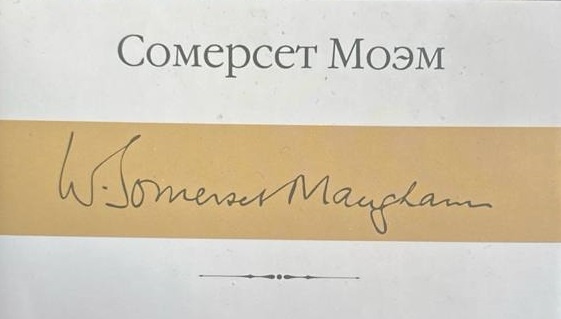 Сомерсет Моэм
W. Somerset Maugham